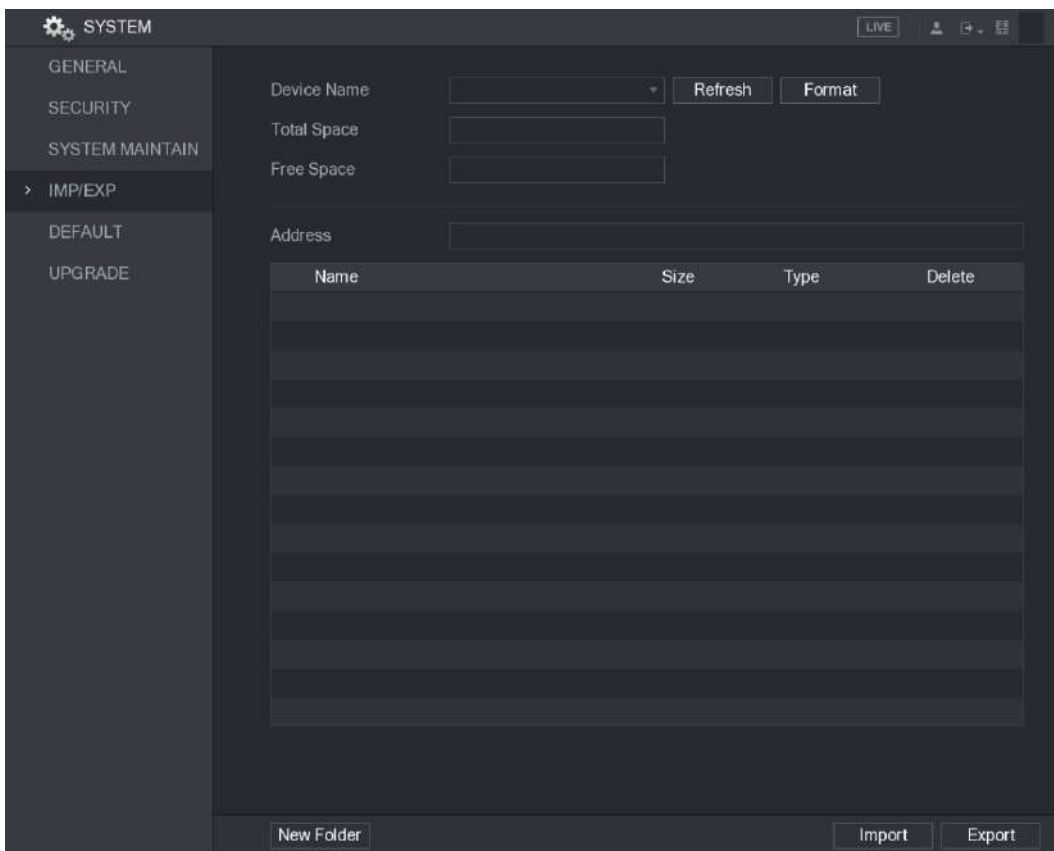 SYSTEM
LIVE
GENERAL
SECURITY
SYSTEM MAINTAIN
IMP/EXP
DEFAULT
UPGRADE
Device Name
Refresh
Format
Total Space
Free Space
Address
Name Size Type Delete
New Folder
Import
Export